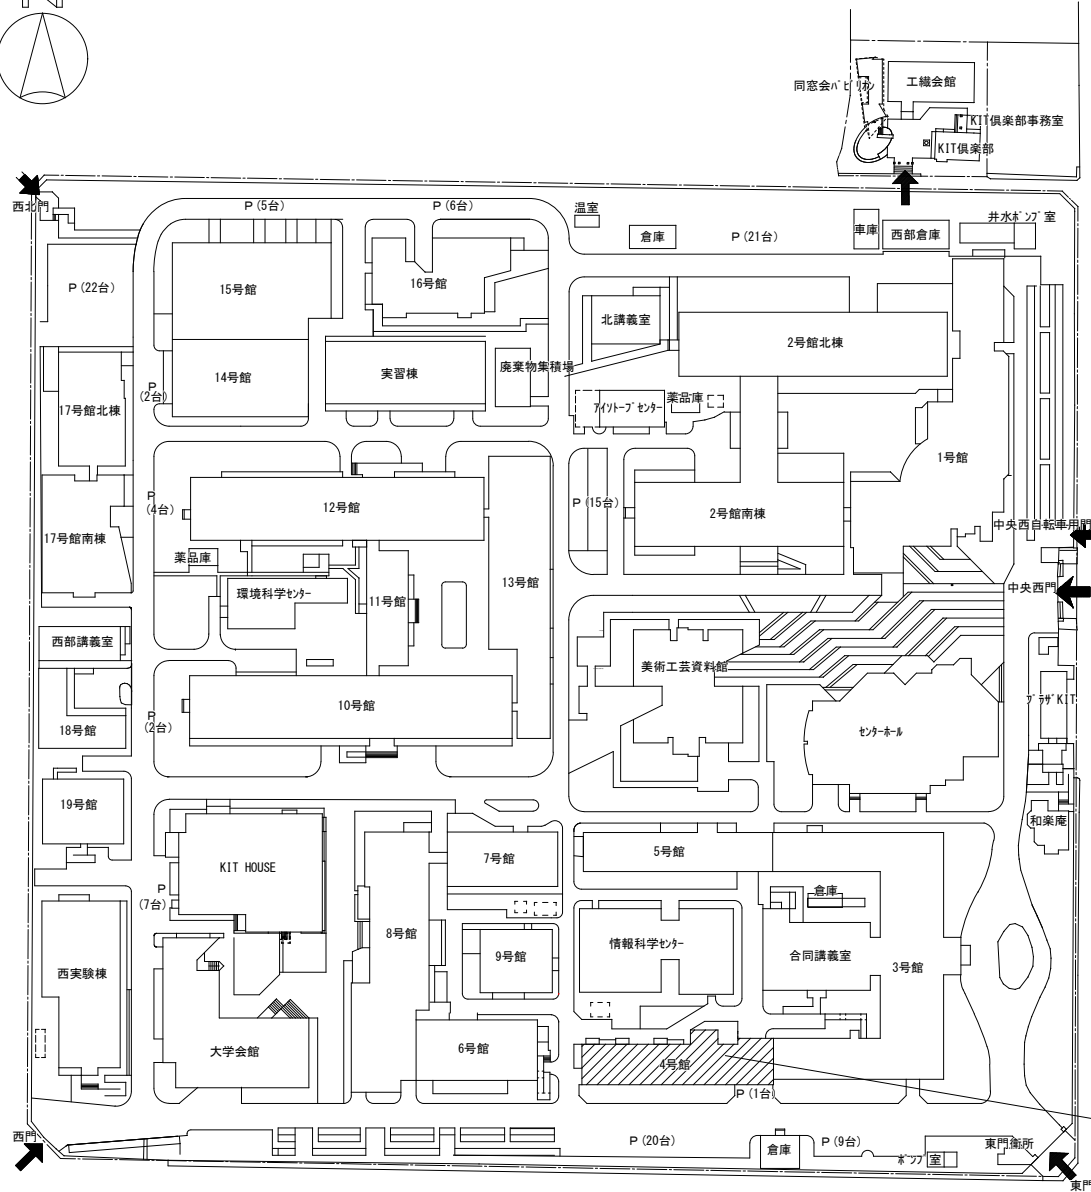 N
同窓会パビリオン
工繊会館
KIT倶楽部事務室
KIT倶楽部
西北門
P (5台)
P (6台)
温室
倉庫
P (21台)
車庫
西部倉庫
井水ポンプ室
P (22台)
15号館
16号館
北講義室
2号館北棟
14号館
実習棟
廃棄物集積場
P
(2台)
17号館北棟
アイソトープセンター
薬品庫
1号館
P
(4台)
12号館
P (15台)
2号館南棟
17号館南棟
中央西自転車用門
薬品庫
環境科学センター
11号館
13号館
中央西門
西部講義室
美術工芸資料館
プラザKIT
18号館
P
(2台)
10号館
センターホール
19号館
和楽庵
KIT HOUSE
7号館
5号館
P
(7台)
倉庫
8号館
9号館
情報科学センター
合同講義室
3号館
西実験棟
大学会館
6号館
4号館
P (1台)
西門
P (20台)
倉庫
P (9台)
ポンプ室
東門衛所
東門